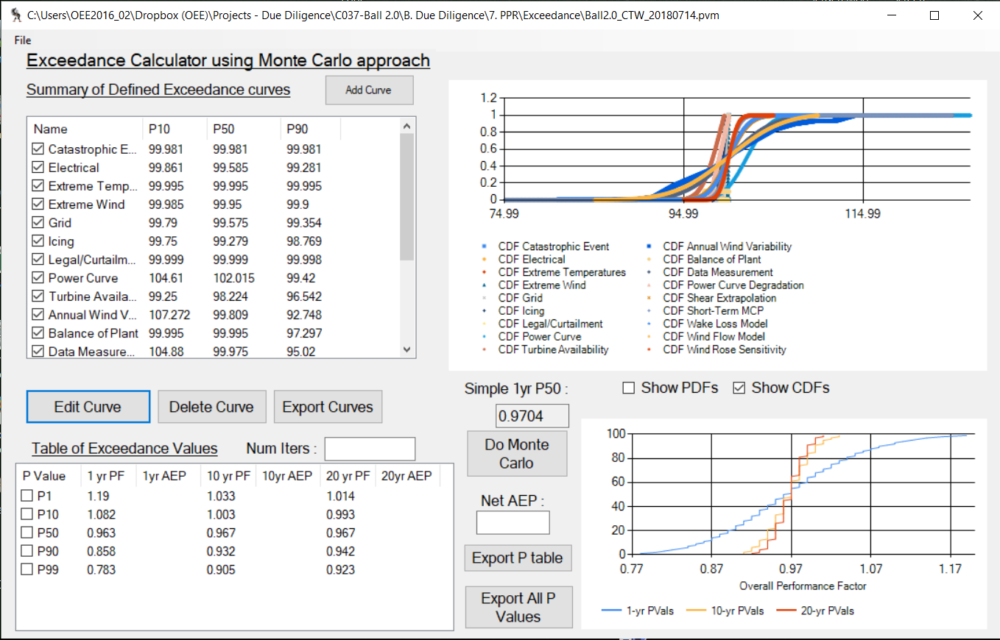 C:\Users\OEE2016_02\Dropbox (OEE)\Projects - Due Diligence\C037-Ball 2.0\B. Due Diligence\7. PPR\Exceedance\Ball2.0_CTW_20180714.pvm
File
Exceedance Calculator using Monte Carlo approach
Summary of Defined Exceedance curves
Add Curve
Name P10 P50 P90
Catastrophic E... 99.981 99.981 99.981
Electrical 99.861 99.585 99.281
Extreme Temp... 99.995 99.995 99.995
Extreme Wind 99.985 99.95 99.9
Grid 99.79 99.575 99.354
Icing 99.75 99.279 98.769
Legal/Curtailm... 99.999 99.999 99.998
Power Curve 104.61 102.015 99.42
Turbine Availa... 99.25 98.224 96.542
Annual Wind V... 107.272 99.809 92.748
Balance of Plant 99.995 99.995 97.297
Data Measure... 104.88 99.975 95.02
1.2
1
0.8
0.6
0.4
0.2
0
74.99 94.99 114.99
CDF Catastrophic Event
CDF Electrical
CDF Extreme Temperatures
CDF Extreme Wind
CDF Grid
CDF Icing
CDF Legal/Curtailment
CDF Power Curve
CDF Turbine Availability
CDF Annual Wind Variability
CDF Balance of Plant
CDF Data Measurement
CDF Power Curve Degradation
CDF Shear Extrapolation
CDF Short-Term MCP
CDF Wake Loss Model
CDF Wind Flow Model
CDF Wind Rose Sensitivity
Edit Curve
Delete Curve
Export Curves
Simple 1yr P50 :
0.9704
Show PDFs
Show CDFs
Table of Exceedance Values
Num Iters :
P Value 1 yr PF 1yr AEP 10 yr PF 10yr AEP 20 yr PF 20yr AEP
P1 1.19 1.033 1.014
P10 1.082 1.003 0.993
P50 0.963 0.967 0.967
P90 0.858 0.932 0.942
P99 0.783 0.905 0.923
Do Monte
Carlo
Net AEP :
Export P table
Export All P
Values
100
80
60
40
20
0
0.77 0.87 0.97 1.07 1.17
Overall Performance Factor
1-yr PVals 10-yr PVals 20-yr PVals